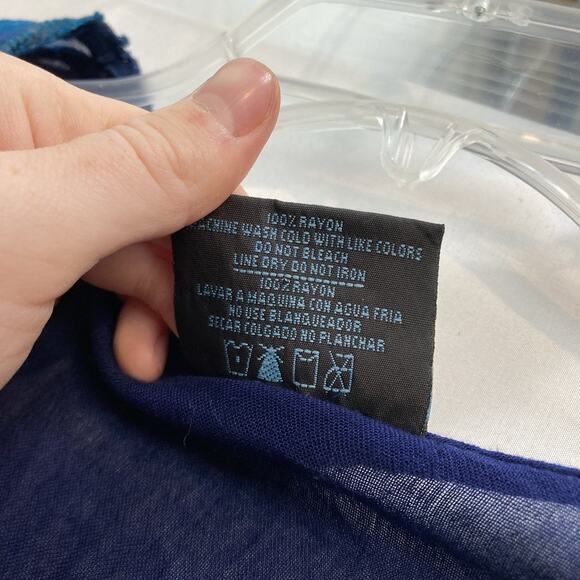 100% RAYON
MACHINE WASH COLD WITH LIKE COLORS
DO NOT BLEACH
LINE DRY DO NOT IRON
100% RAYON
LAVAR A MAQUINA CON AGUA FRIA
NO USE BLANQUEADOR
SECAR COLGADO NO PLANCHAR